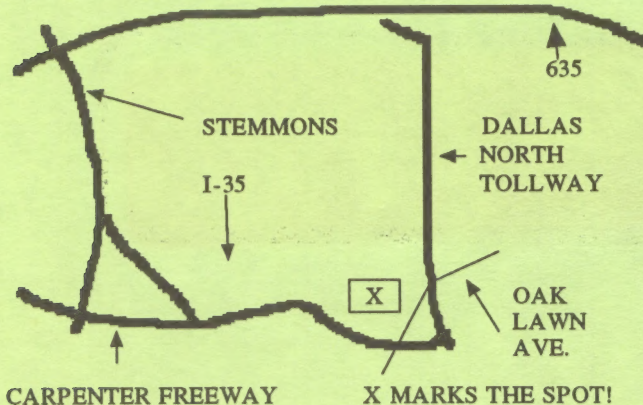 635
STEMMONS
DALLAS
NORTH
TOLLWAY
I-35
X
OAK
LAWN
AVE.
CARPENTER FREEWAY
X MARKS THE SPOT!